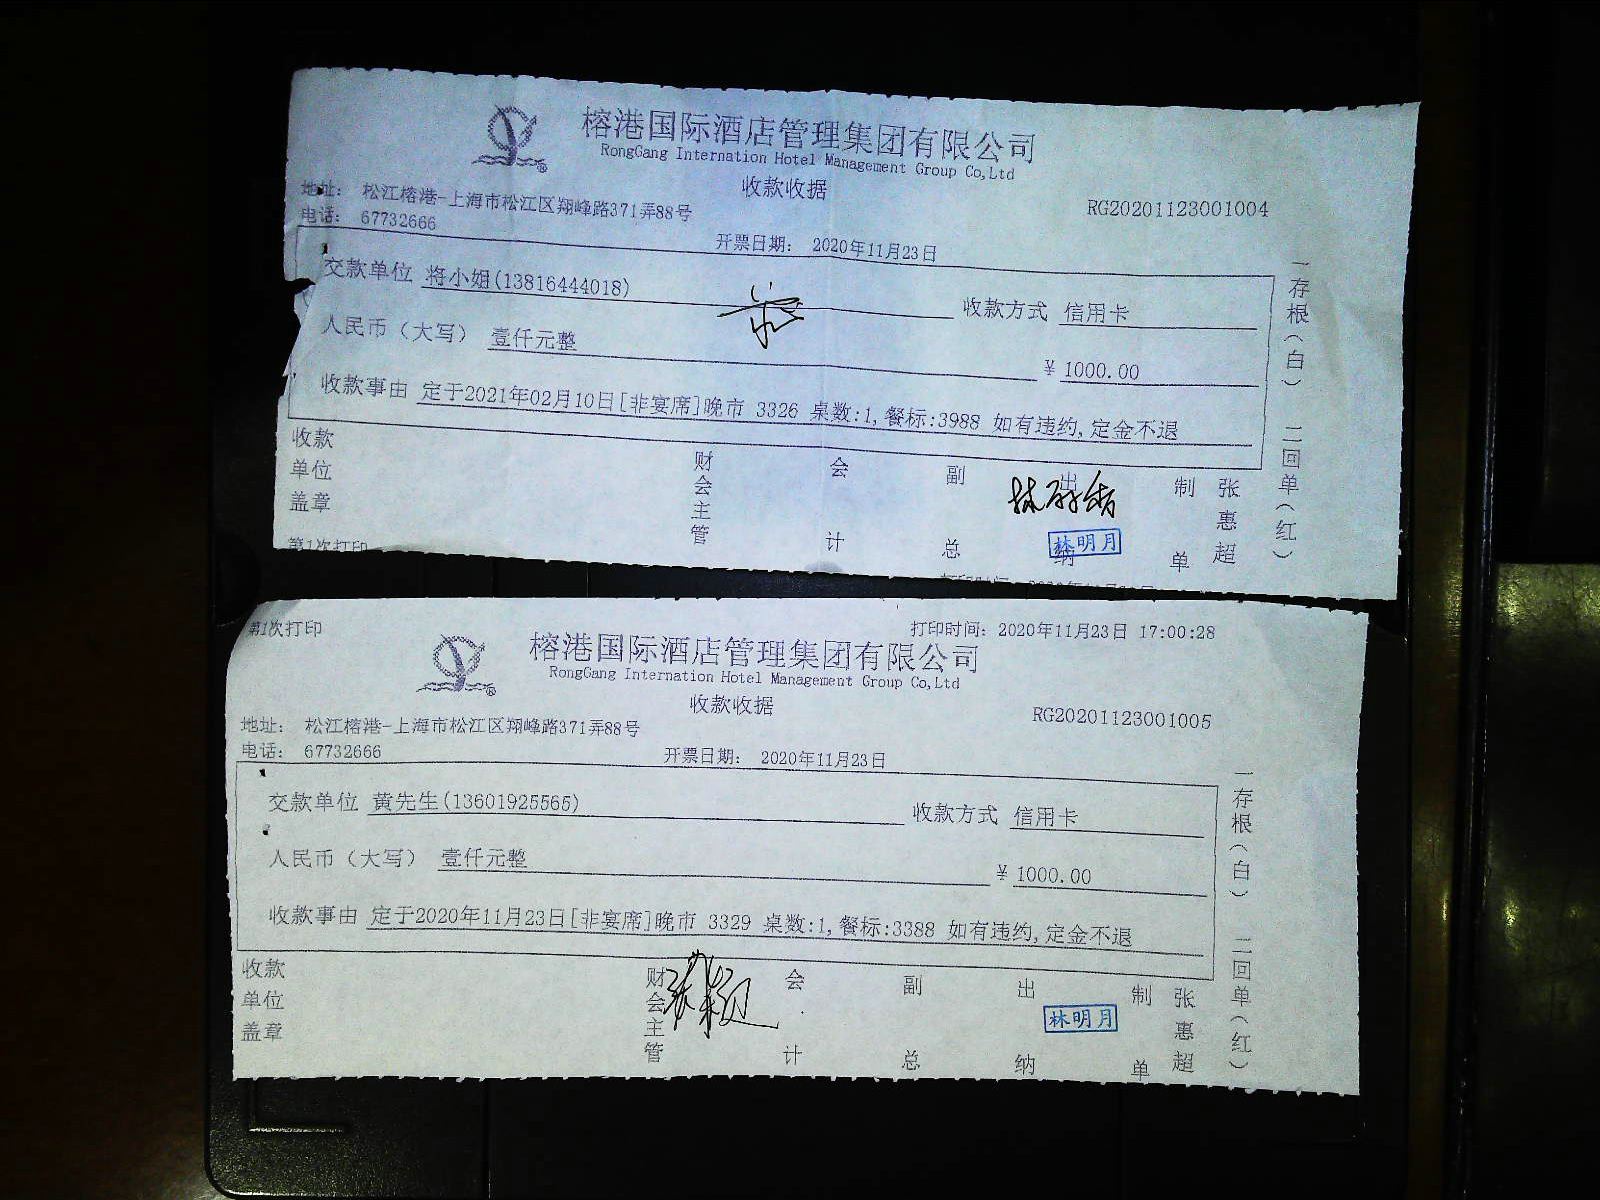 榕港国际酒店管理集团有限公司
RongGang Internation Hotel Management Group Co,Ltd
收款收据
地址： 松江榕港-上海市松江区翔峰路371弄88号
RG20201123001004
电话： 67732666
开票日期： 2020年11月23日
交款单位 将小姐(13816444018) 收款方式 信用卡
人民币（大写） 壹仟元整 ¥ 1000.00
收款事由 定于2021年02月10日[非宴席]晚市 3326 桌数:1,餐标:3988 如有违约,定金不退
收款单位盖章 财会主管 会计 副总 出纳 制单 张惠超
林明月
一存根（白） 二回单（红）
第1次打印
第1次打印 打印时间：2020年11月23日 17:00:28
榕港国际酒店管理集团有限公司
RongGang Internation Hotel Management Group Co,Ltd
收款收据
地址： 松江榕港-上海市松江区翔峰路371弄88号
RG20201123001005
电话： 67732666
开票日期： 2020年11月23日
交款单位 黄先生(13601925565) 收款方式 信用卡
人民币（大写） 壹仟元整 ¥ 1000.00
收款事由 定于2020年11月23日[非宴席]晚市 3329 桌数:1,餐标:3388 如有违约,定金不退
收款单位盖章 财会主管 会计 副总 出纳 制单 张惠超
林明月
一存根（白） 二回单（红）